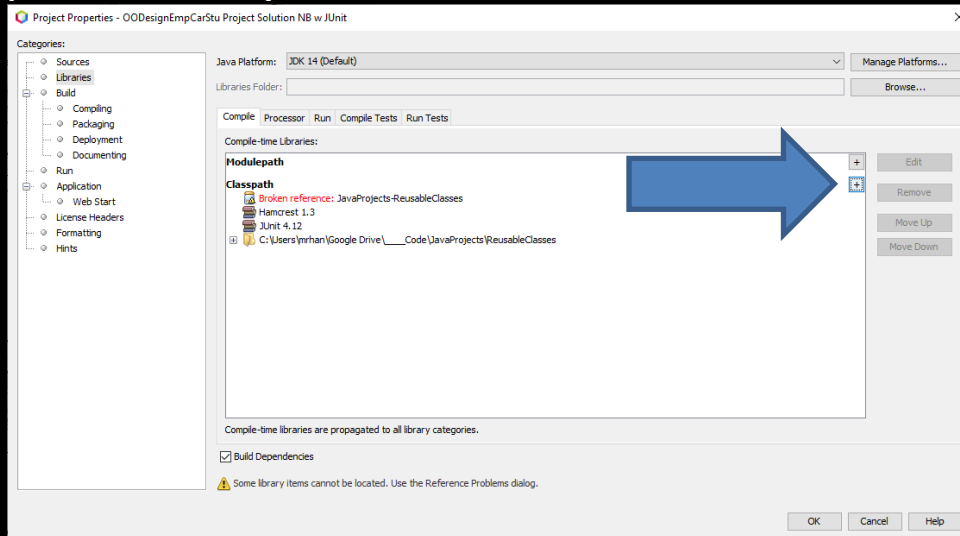 Project Properties - OODesignEmpCarStu Project Solution NB w JUnit
Categories:
Sources
Libraries
Build
Compiling
Packaging
Deployment
Documenting
Run
Application
Web Start
License Headers
Formatting
Hints
Java Platform: JDK 14 (Default) Manage Platforms...
Libraries Folder: Browse...
Compile Processor Run Compile Tests Run Tests
Compile-time Libraries:
Modulepath
Classpath
Broken reference: JavaProjects-ReusableClasses
Hamcrest 1.3
JUnit 4.12
C:\Users\mrhan\Google Drive\____Code\JavaProjects\ReusableClasses
+
+
Edit
Remove
Move Up
Move Down
Compile-time libraries are propagated to all library categories.
Build Dependencies
Some library items cannot be located. Use the Reference Problems dialog.
OK Cancel Help